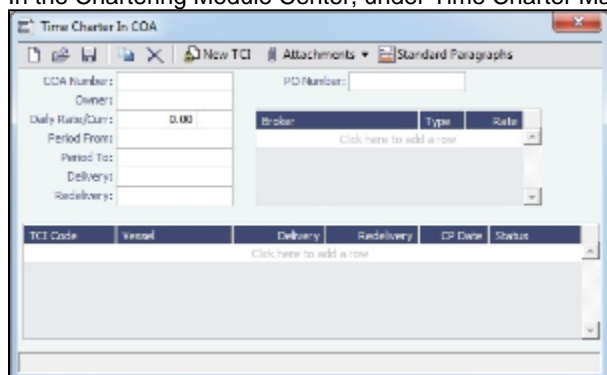 In the Chartering Module Center, under Time Charter Ma
Time Charter In COA
New TCI Attachments Standard Paragraphs
COA Number: PO Number:
Owner:
Daily Rate/Curr: 0.00 Broker Type Rate
Period From: Click here to add a row
Period To:
Delivery:
Redelivery:
TCI Code Vessel Delivery Redelivery CP Date Status
Click here to add a row